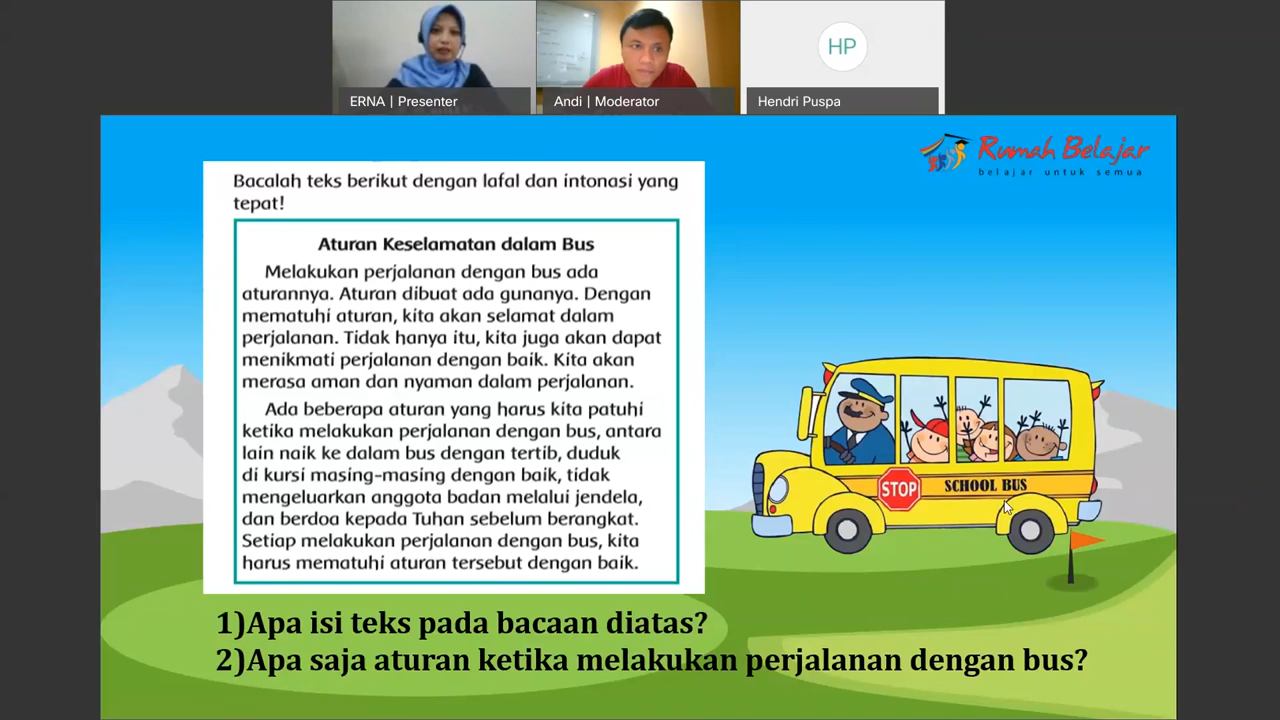 ERNA | Presenter
Andi | Moderator
HP
Hendri Puspa
Rumah Belajar
belajar untuk semua
Bacalah teks berikut dengan lafal dan intonasi yang
tepat!
Aturan Keselamatan dalam Bus
Melakukan perjalanan dengan bus ada
aturannya. Aturan dibuat ada gunanya. Dengan
mematuhi aturan, kita akan selamat dalam
perjalanan. Tidak hanya itu, kita juga akan dapat
menikmati perjalanan dengan baik. Kita akan
merasa aman dan nyaman dalam perjalanan.
Ada beberapa aturan yang harus kita patuhi
ketika melakukan perjalanan dengan bus, antara
lain naik ke dalam bus dengan tertib, duduk
di kursi masing-masing dengan baik, tidak
mengeluarkan anggota badan melalui jendela,
dan berdoa kepada Tuhan sebelum berangkat.
Setiap melakukan perjalanan dengan bus, kita
harus mematuhi aturan tersebut dengan baik.
STOP
SCHOOL BUS
1)Apa isi teks pada bacaan diatas?
2)Apa saja aturan ketika melakukan perjalanan dengan bus?